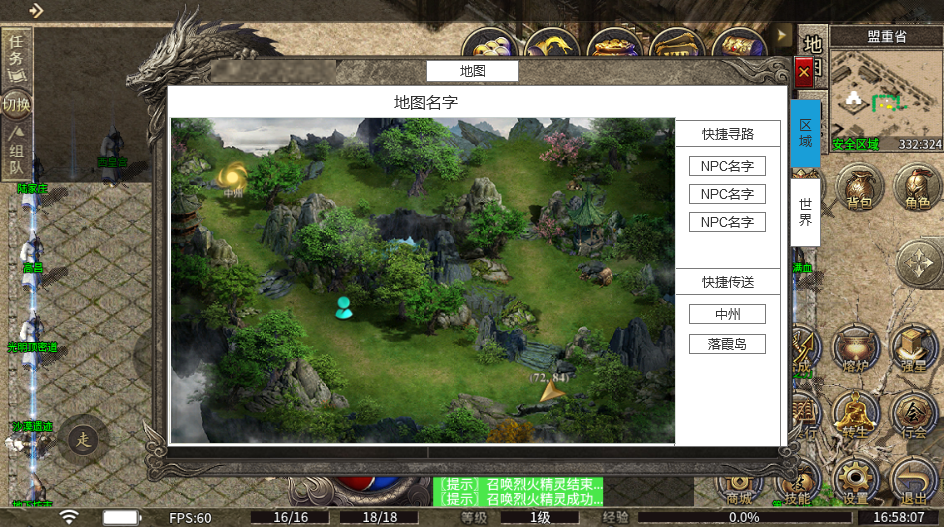 任务
切换
组队
陆家庄
高昌
光明顶密道
沙漠遗迹
走
地图
地图名字
中州
(72, 84)
快捷寻路
NPC名字
NPC名字
NPC名字
快捷传送
中州
落霞岛
区域
世界
地图
盟重省
安全区域
332:324
背包
角色
满血
熔炉
强星
转生
行会
商城
技能
设置
退出
[提示] 召唤烈火精灵结束...
[提示] 召唤烈火精灵成功...
FPS:60
16/16
18/18
等级
1级
经验
0.0%
16:58:07